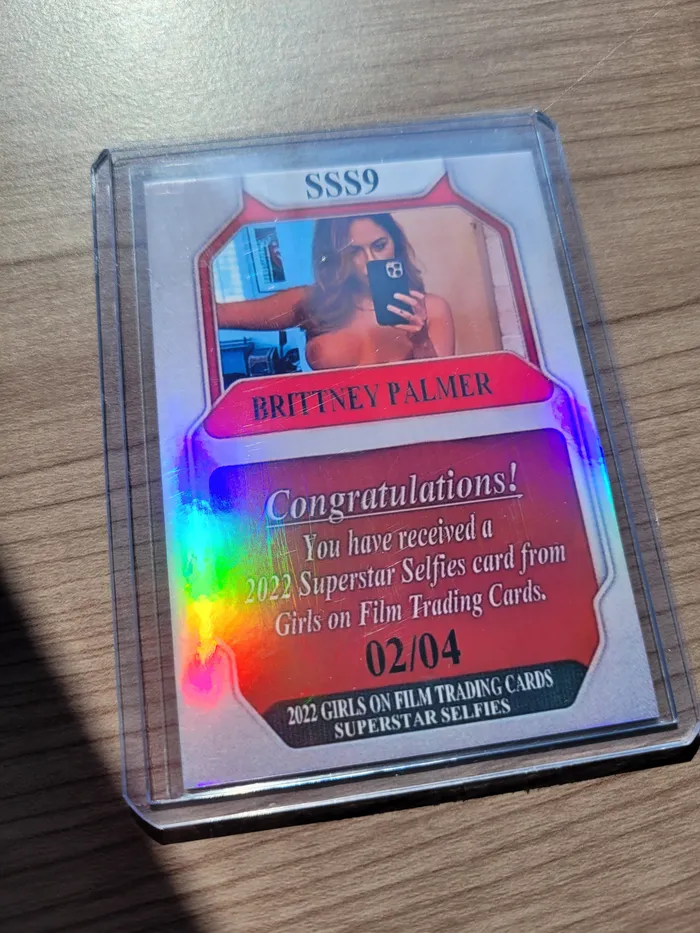 SSS9
BRITTNEY PALMER
Congratulations!
You have received a
2022 Superstar Selfies card from
Girls on Film Trading Cards.
02/04
2022 GIRLS ON FILM TRADING CARDS
SUPERSTAR SELFIES